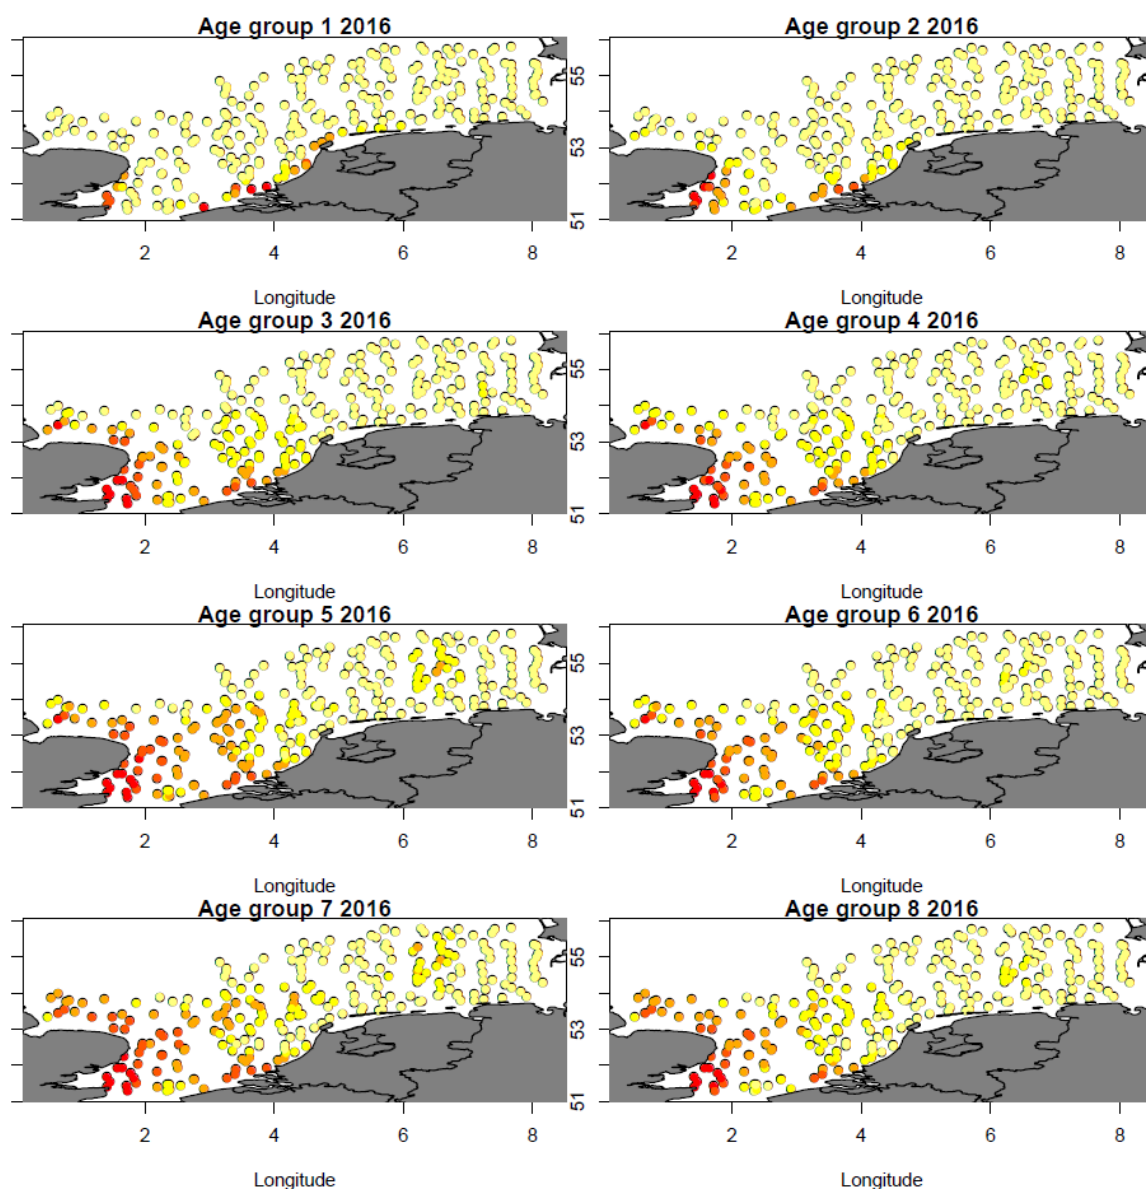 Age group 1 2016 Age group 2 2016
55
53
51
2 4 6 8 2 4 6 8
Longitude Longitude
Age group 3 2016 Age group 4 2016
55
53
51
2 4 6 8 2 4 6 8
Longitude Longitude
Age group 5 2016 Age group 6 2016
55
53
51
2 4 6 8 2 4 6 8
Longitude Longitude
Age group 7 2016 Age group 8 2016
55
53
51
2 4 6 8 2 4 6 8
Longitude Longitude